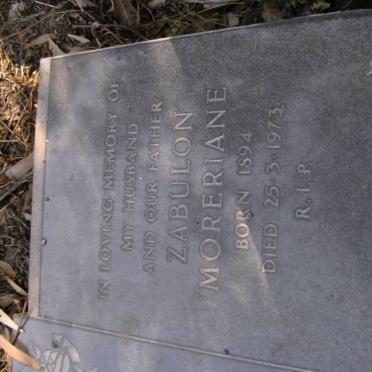 IN LOVING MEMORY OF
MY HUSBAND
AND OUR FATHER
ZABULON
MORERIANE
BORN 1894
DIED 25·3·1973
R.I.P.